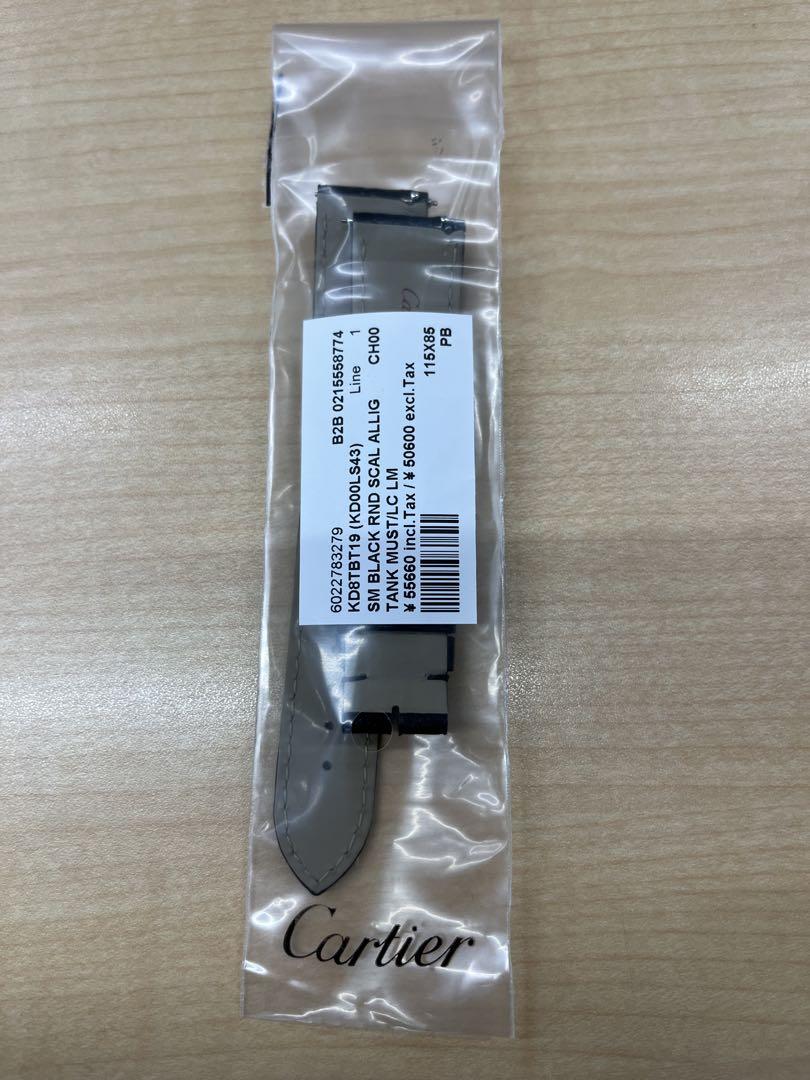 6022783279 B2B 0215558774
KD8TBT19 (KD00LS43) Line 1
SM BLACK RND SCAL ALLIG CH00
TANK MUST/LC LM
¥ 55660 incl.Tax / ¥ 50600 excl.Tax
115X85
PB
Cartier